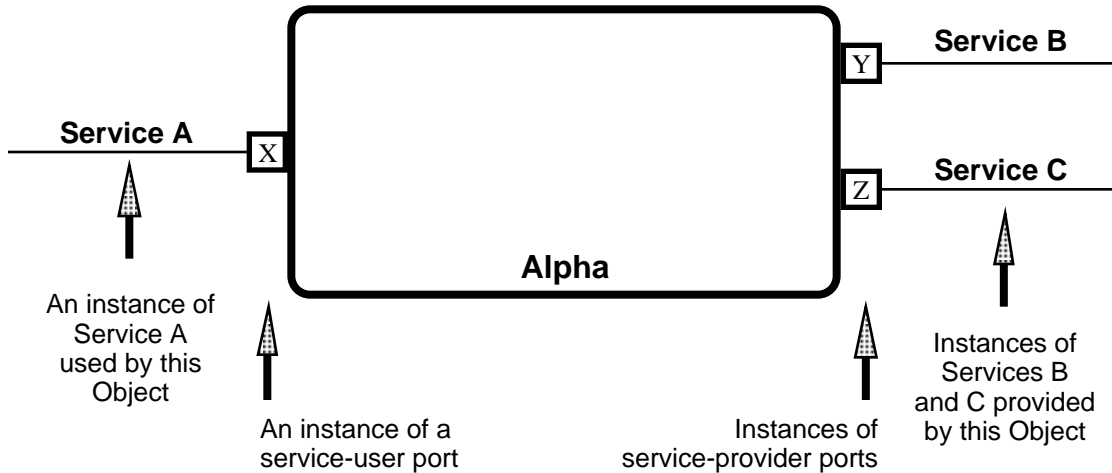 Service B
Y
Service A
X
Service C
Z
Alpha
An instance of
Service A
used by this
Object
Instances of
Services B
and C provided
by this Object
An instance of a
service-user port
Instances of
service-provider ports